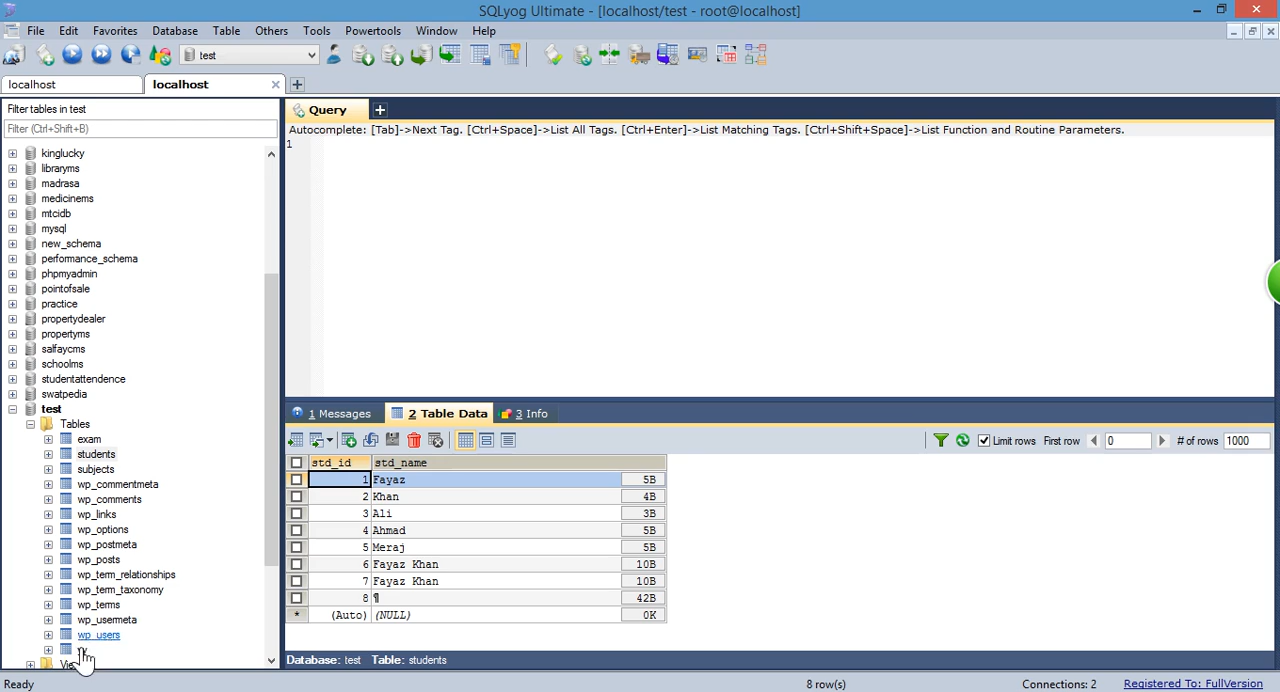 SQLyog Ultimate - [localhost/test - root@localhost]
File Edit Favorites Database Table Others Tools Powertools Window Help
test
localhost localhost
Filter tables in test
Filter (Ctrl+Shift+B)
kinglucky
libraryms
madrasa
medicinems
mtcidb
mysql
new_schema
performance_schema
phpmyadmin
pointofsale
practice
propertydealer
propertyms
salfaycms
schoolms
studentattendence
swatpedia
test
Tables
exam
students
subjects
wp_commentmeta
wp_comments
wp_links
wp_options
wp_postmeta
wp_posts
wp_term_relationships
wp_term_taxonomy
wp_terms
wp_usermeta
wp_users
Query
Autocomplete: [Tab]->Next Tag. [Ctrl+Space]->List All Tags. [Ctrl+Enter]->List Matching Tags. [Ctrl+Shift+Space]->List Function and Routine Parameters.
1
1 Messages 2 Table Data 3 Info
Limit rows First row 0 # of rows 1000
std_id std_name
1 Fayaz 5B
2 Khan 4B
3 Ali 3B
4 Ahmad 5B
5 Meraj 5B
6 Fayaz Khan 10B
7 Fayaz Khan 10B
8 ¶ 42B
* (Auto) (NULL) 0K
Database: test Table: students
Ready 8 row(s) Connections: 2 Registered To: FullVersion